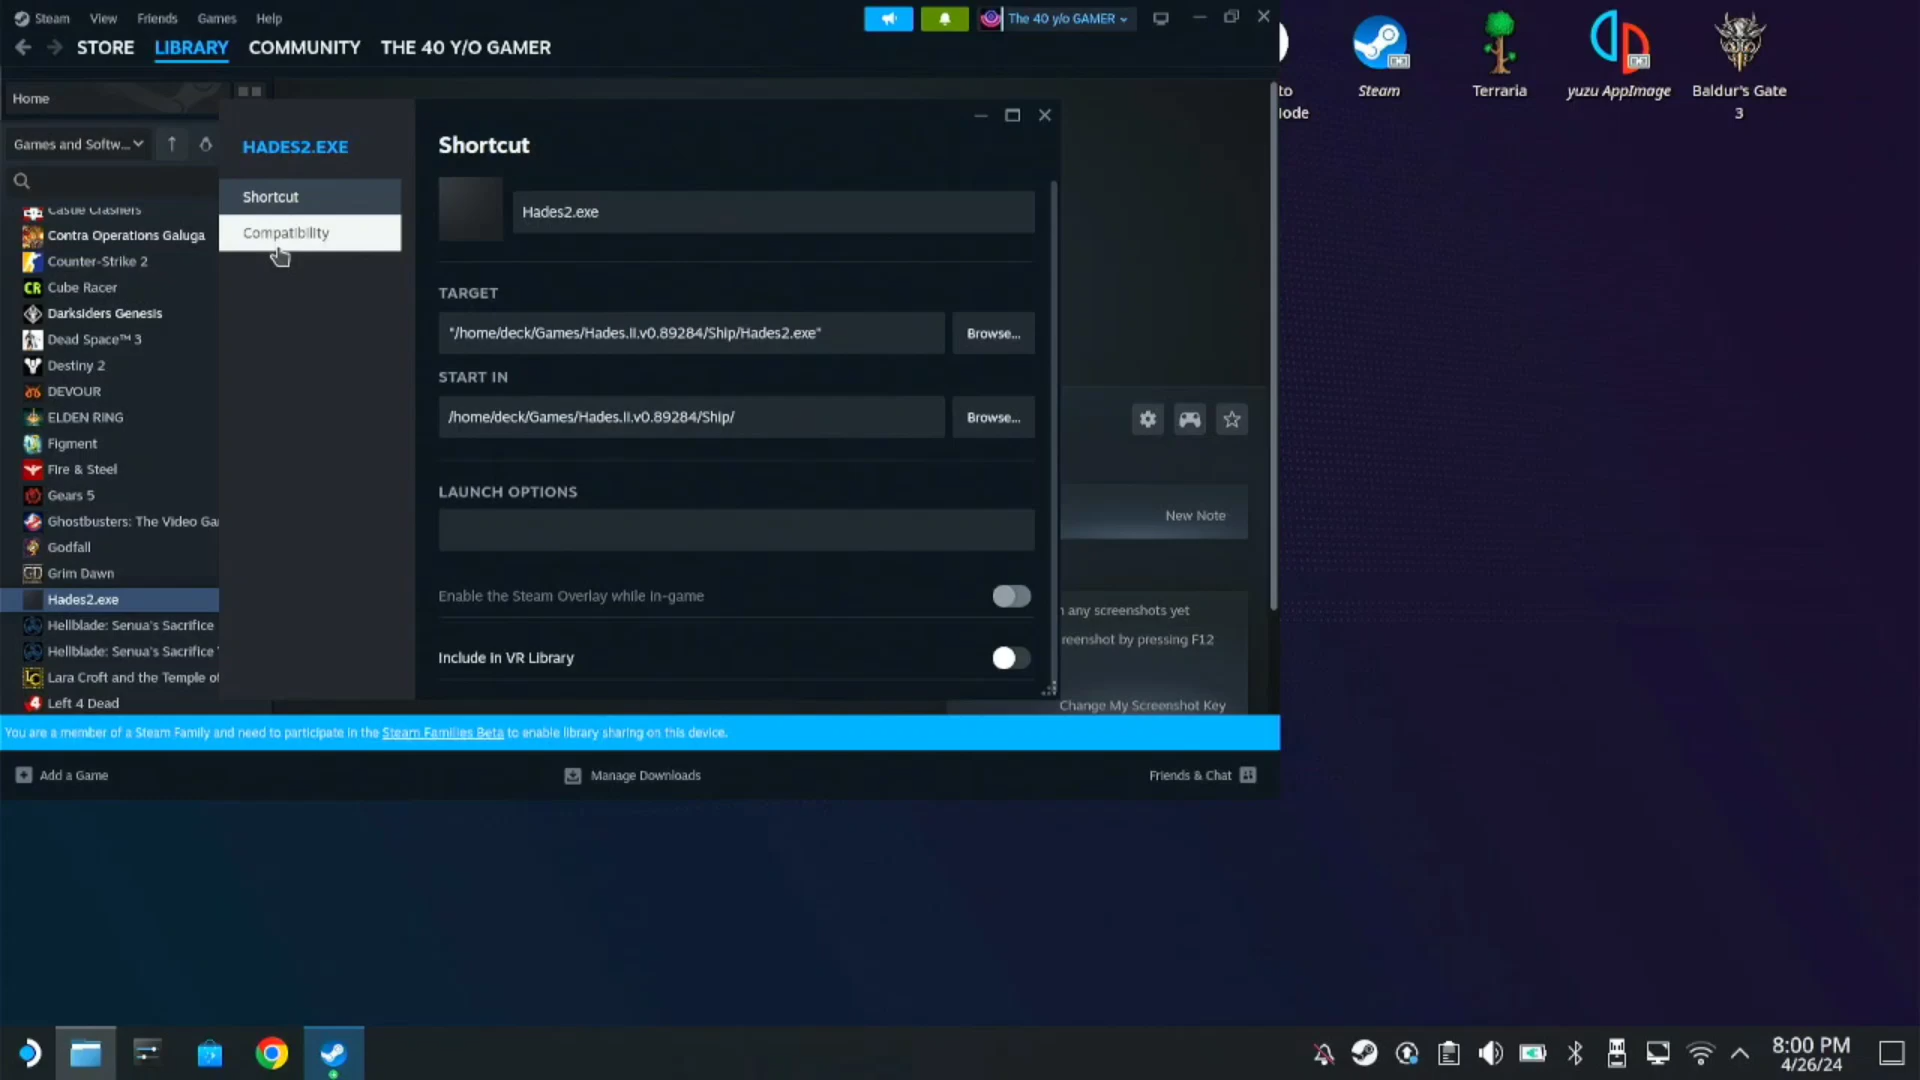 Steam View Friends Games Help
The 40 y/o GAMER
STORE LIBRARY COMMUNITY THE 40 Y/O GAMER
Home
Games and Softw...
Castle Crashers
Contra Operations Galuga
Counter-Strike 2
CR Cube Racer
Darksiders Genesis
Dead Space™ 3
Destiny 2
DEVOUR
ELDEN RING
Figment
Fire & Steel
Gears 5
Ghostbusters: The Video Ga
Godfall
GD Grim Dawn
Hades2.exe
Hellblade: Senua's Sacrifice
Hellblade: Senua's Sacrifice
LC Lara Croft and the Temple of
4 Left 4 Dead
HADES2.EXE
Shortcut
Compatibility
Shortcut
Hades2.exe
TARGET
"/home/deck/Games/Hades.II.v0.89284/Ship/Hades2.exe"
Browse...
START IN
/home/deck/Games/Hades.II.v0.89284/Ship/
Browse...
LAUNCH OPTIONS
Enable the Steam Overlay while in-game
Include in VR Library
New Note
any screenshots yet
reenshot by pressing F12
Change My Screenshot Key
You are a member of a Steam Family and need to participate in the Steam Families Beta to enable library sharing on this device.
Add a Game
Manage Downloads
Friends & Chat
to
ode
Steam
Terraria
yuzu AppImage
Baldur's Gate
3
8:00 PM
4/26/24